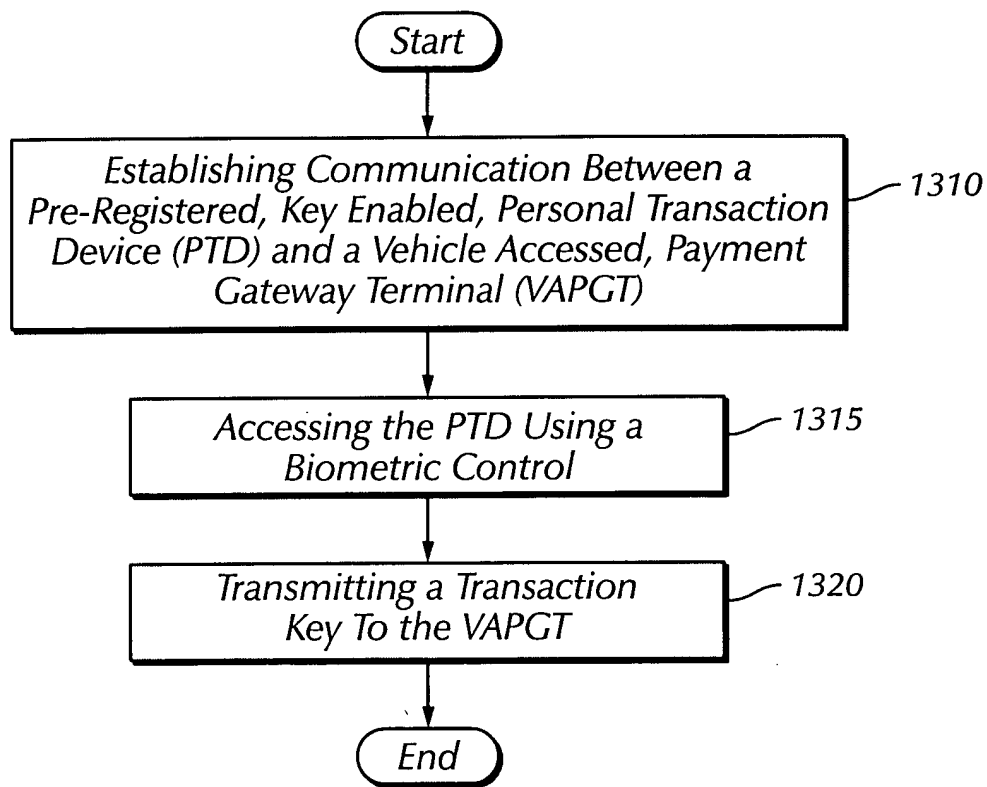 Start
Establishing Communication Between a
Pre-Registered, Key Enabled, Personal Transaction
Device (PTD) and a Vehicle Accessed, Payment
Gateway Terminal (VAPGT)
1310
Accessing the PTD Using a
Biometric Control
1315
Transmitting a Transaction
Key To the VAPGT
1320
End